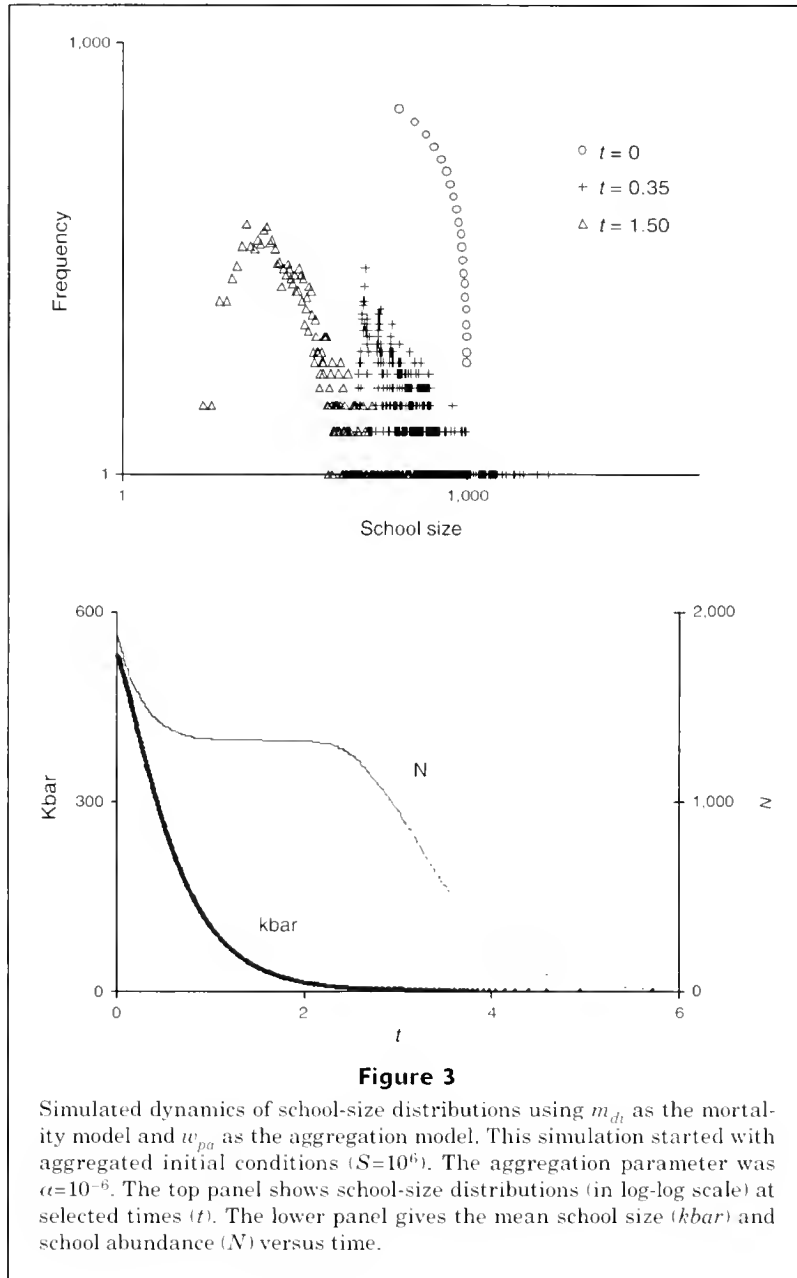 1,000
Frequency
○ t = 0
+ t = 0.35
△ t = 1.50
1
1
1,000
School size
600
2,000
Kbar
300
N
1,000
N
kbar
0
0
0
2
4
6
t
Figure 3
Simulated dynamics of school-size distributions using m_di as the mortal-
ity model and w_pa as the aggregation model. This simulation started with
aggregated initial conditions (S=10⁶). The aggregation parameter was
α=10⁻⁶. The top panel shows school-size distributions (in log-log scale) at
selected times (t). The lower panel gives the mean school size (kbar) and
school abundance (N) versus time.